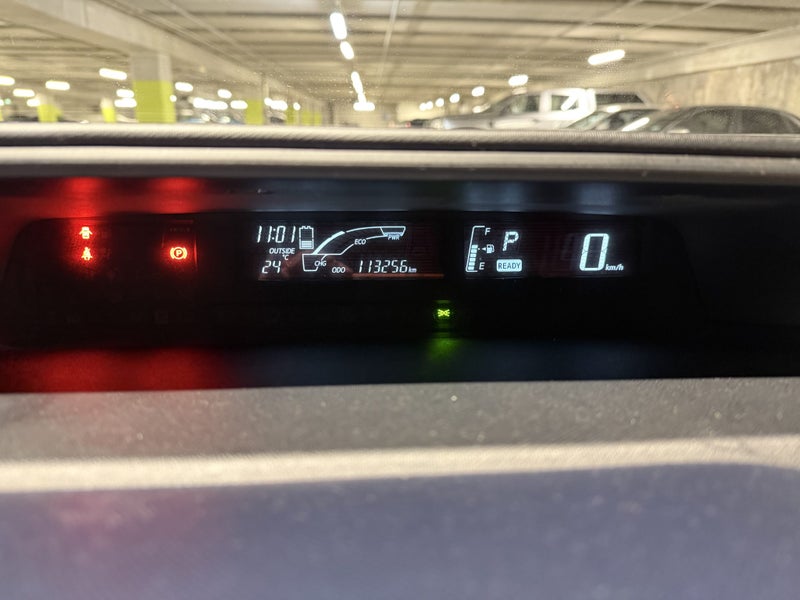 11:01
OUTSIDE
24 °C
CHG
ECO
PWR
ODO 113256 km
F
E
P
READY
0 km/h
(P)